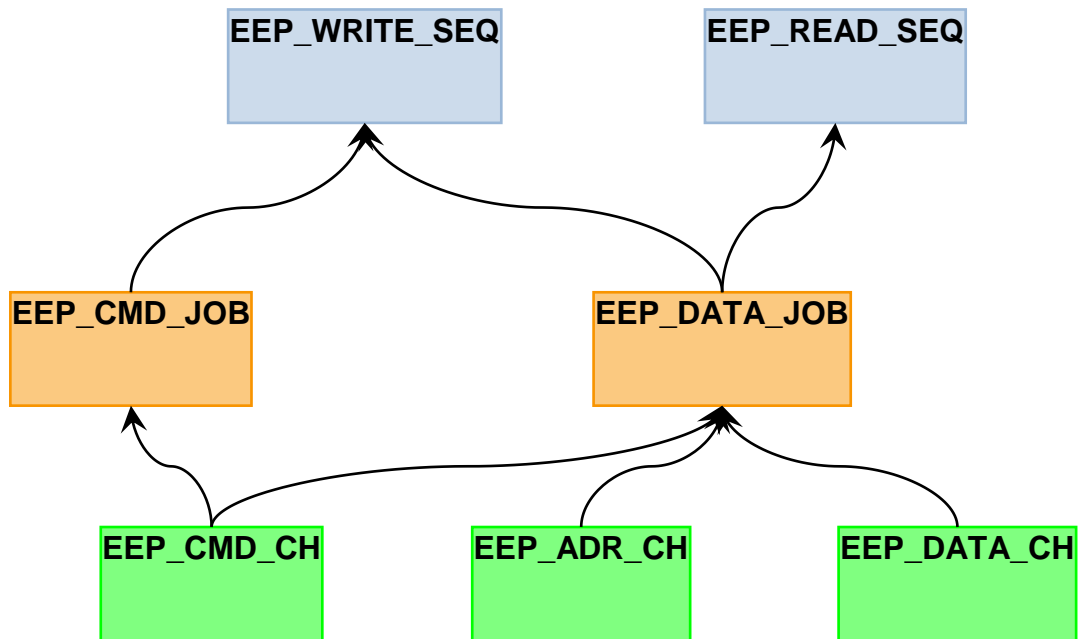 EEP_WRITE_SEQ
EEP_READ_SEQ
EEP_CMD_JOB
EEP_DATA_JOB
EEP_CMD_CH
EEP_ADR_CH
EEP_DATA_CH